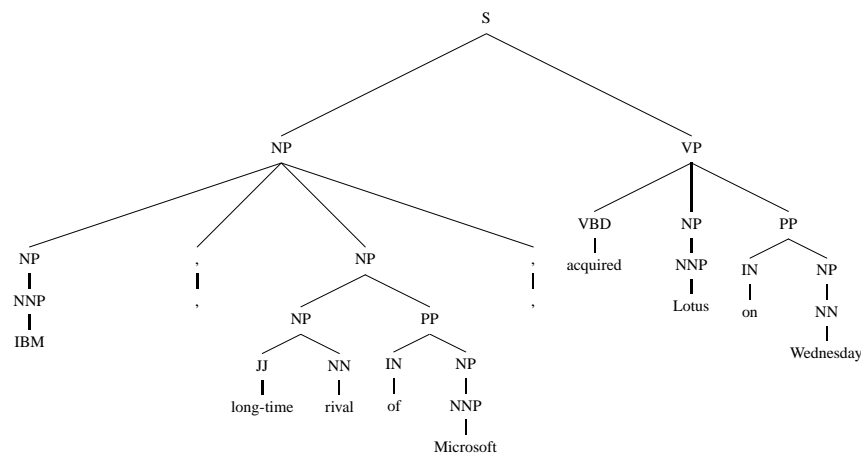 S
NP VP
VBD NP PP
NP , NP ,
acquired NNP IN NP
NNP , NP PP , Lotus on NN
IBM Wednesday
JJ NN IN NP
long-time rival of NNP
Microsoft